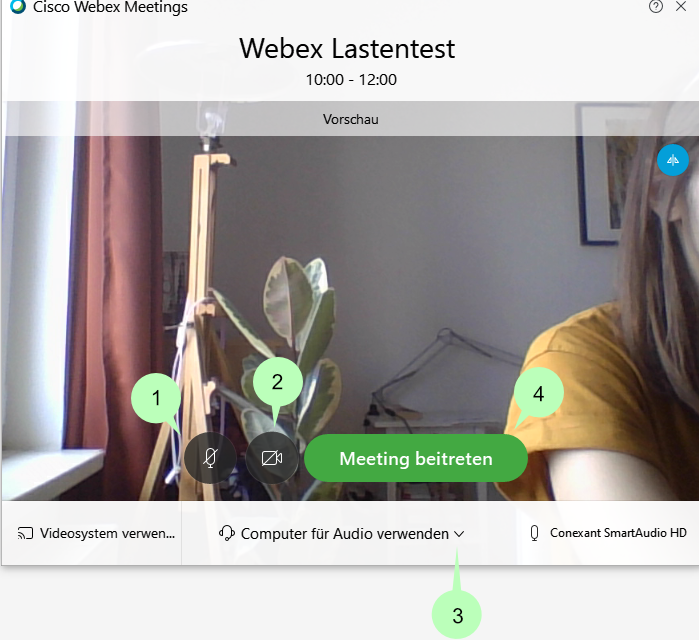 Cisco Webex Meetings
Webex Lastentest
10:00 - 12:00
Vorschau
1
2
4
Meeting beitreten
Videosystem verwen...
Computer für Audio verwenden
Conexant SmartAudio HD
3